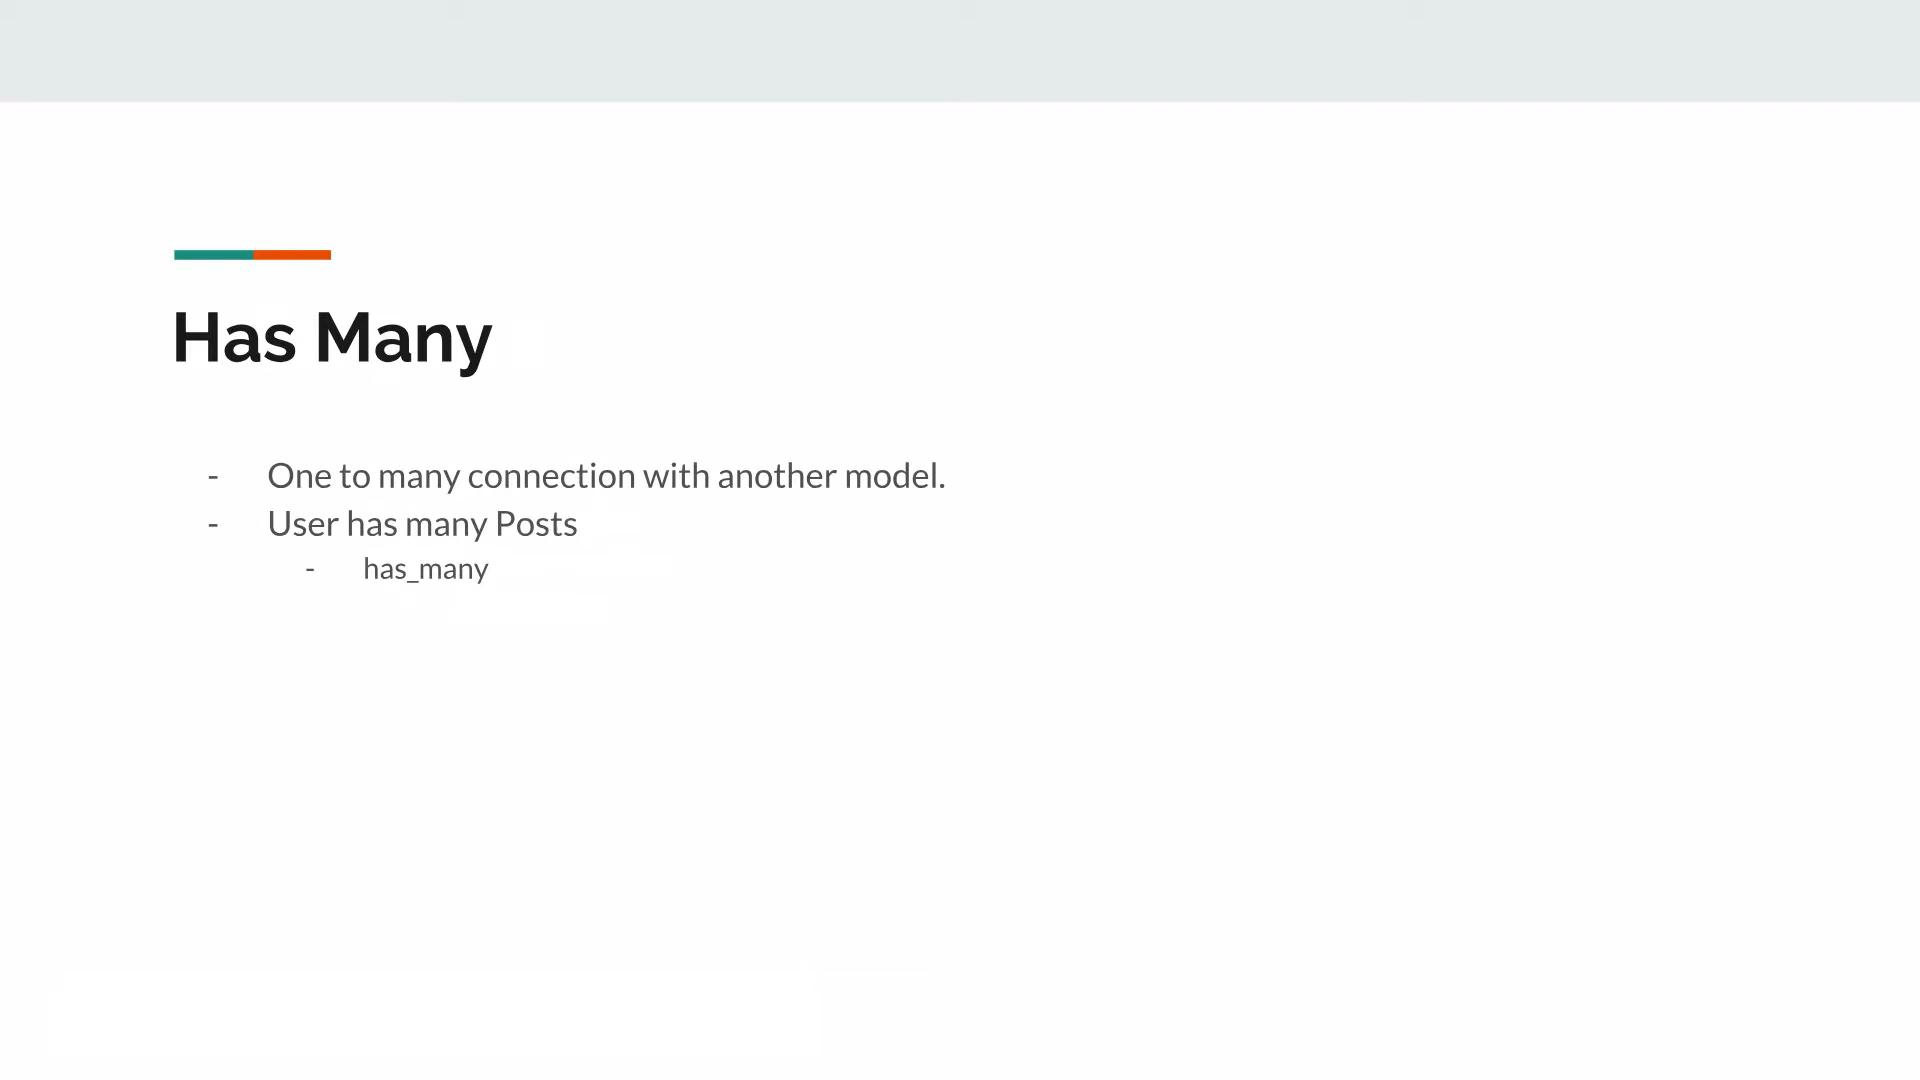 Has Many
- One to many connection with another model.
- User has many Posts
- has_many